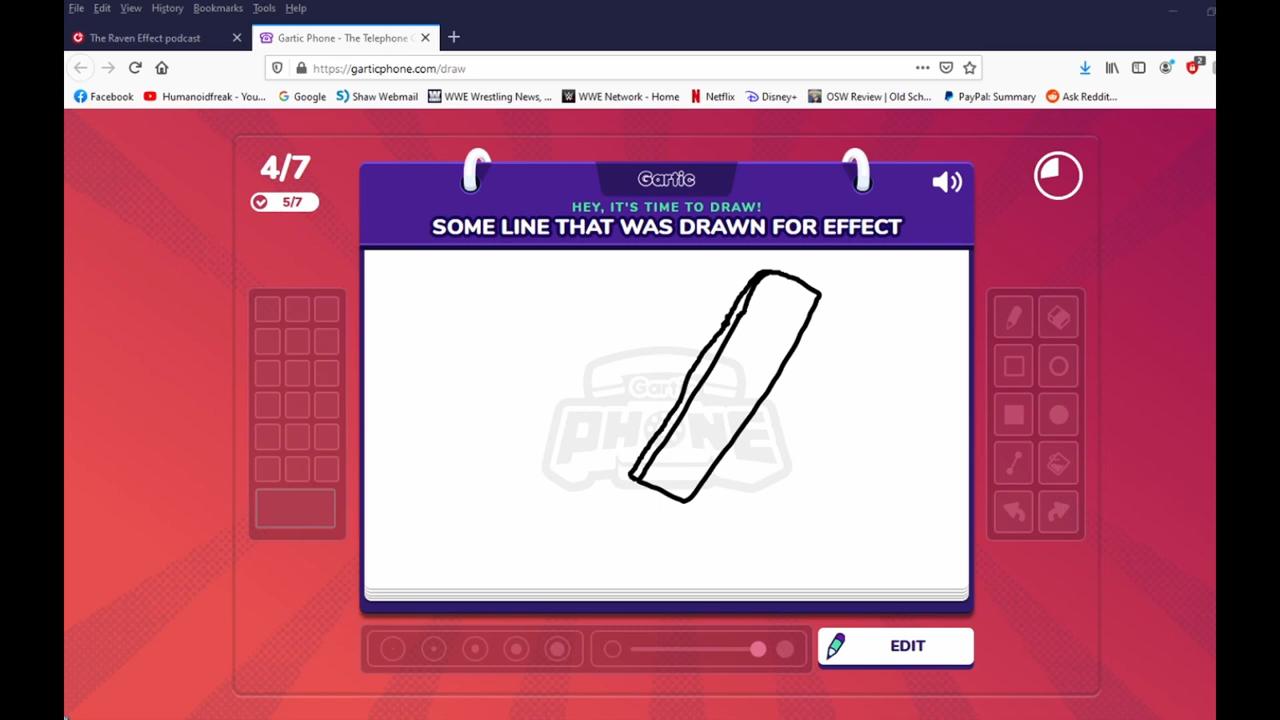 File Edit View History Bookmarks Tools Help
The Raven Effect podcast
Gartic Phone - The Telephone G
https://garticphone.com/draw
2
Facebook
Humanoidfreak - You...
Google
Shaw Webmail
WWE Wrestling News, ...
WWE Network - Home
Netflix
Disney+
OSW Review | Old Sch...
PayPal: Summary
Ask Reddit...
4/7
5/7
Gartic
HEY, IT'S TIME TO DRAW!
SOME LINE THAT WAS DRAWN FOR EFFECT
Gartic
PHONE
EDIT